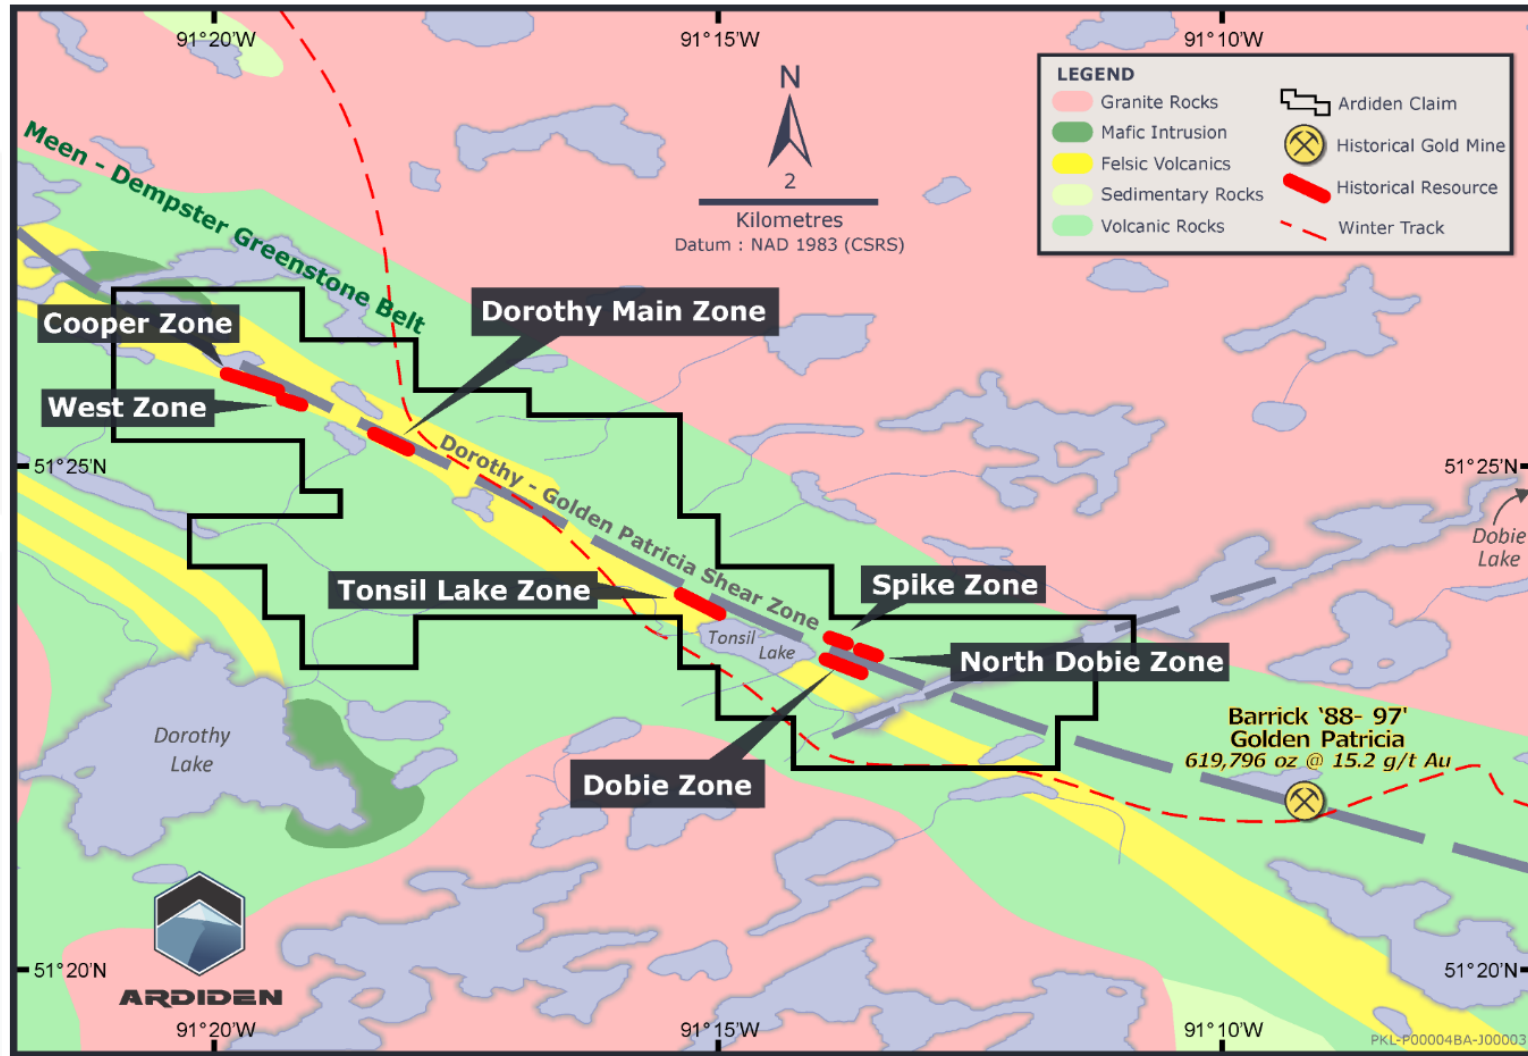 91°20'W
91°15'W
91°10'W
N
2
Kilometres
Datum : NAD 1983 (CSRS)
LEGEND
Granite Rocks
Mafic Intrusion
Felsic Volcanics
Sedimentary Rocks
Volcanic Rocks
Ardiden Claim
Historical Gold Mine
Historical Resource
Winter Track
Meen - Dempster Greenstone Belt
Cooper Zone
Dorothy Main Zone
West Zone
51°25'N
51°25'N
Dorothy - Golden Patricia Shear Zone
Dobie
Lake
Tonsil Lake Zone
Spike Zone
Tonsil
Lake
North Dobie Zone
Dorothy
Lake
Dobie Zone
Barrick ‘88- 97'
Golden Patricia
619,796 oz @ 15.2 g/t Au
ARDIDEN
51°20'N
51°20'N
91°20'W
91°15'W
91°10'W
PKL-P00004BA-J00003